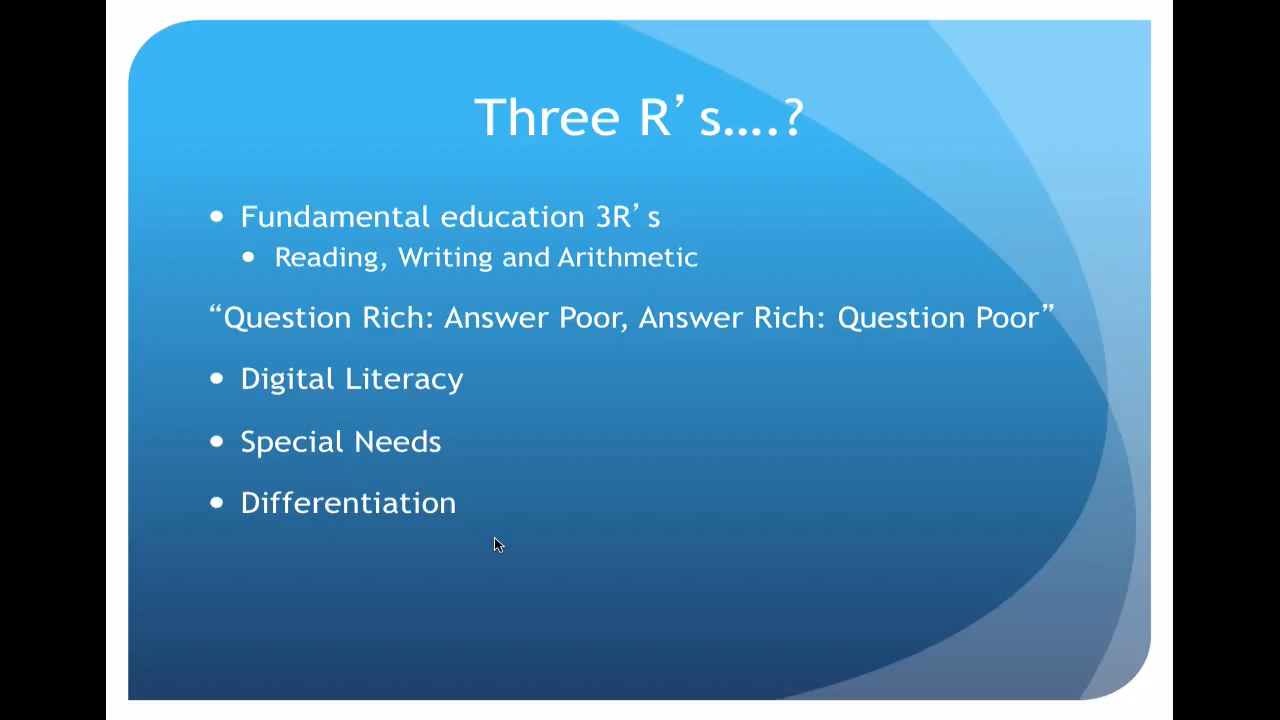 Three R’s….?
• Fundamental education 3R’s
• Reading, Writing and Arithmetic
“Question Rich: Answer Poor, Answer Rich: Question Poor”
• Digital Literacy
• Special Needs
• Differentiation